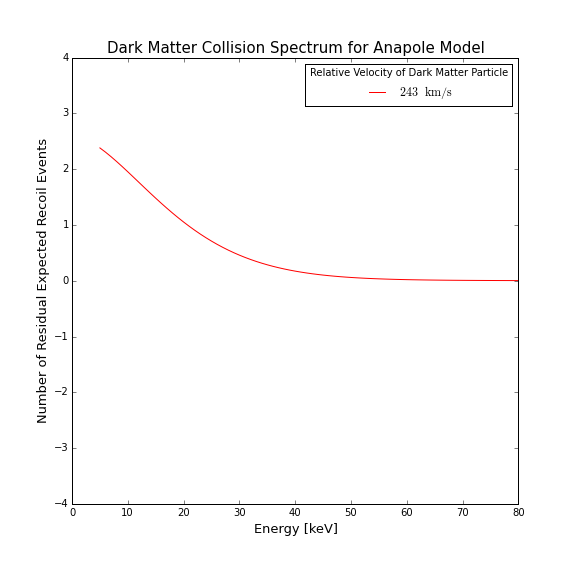 Dark Matter Collision Spectrum for Anapole Model
Relative Velocity of Dark Matter Particle
243 km/s
Number of Residual Expected Recoil Events
4
3
2
1
0
−1
−2
−3
−4
0 10 20 30 40 50 60 70 80
Energy [keV]